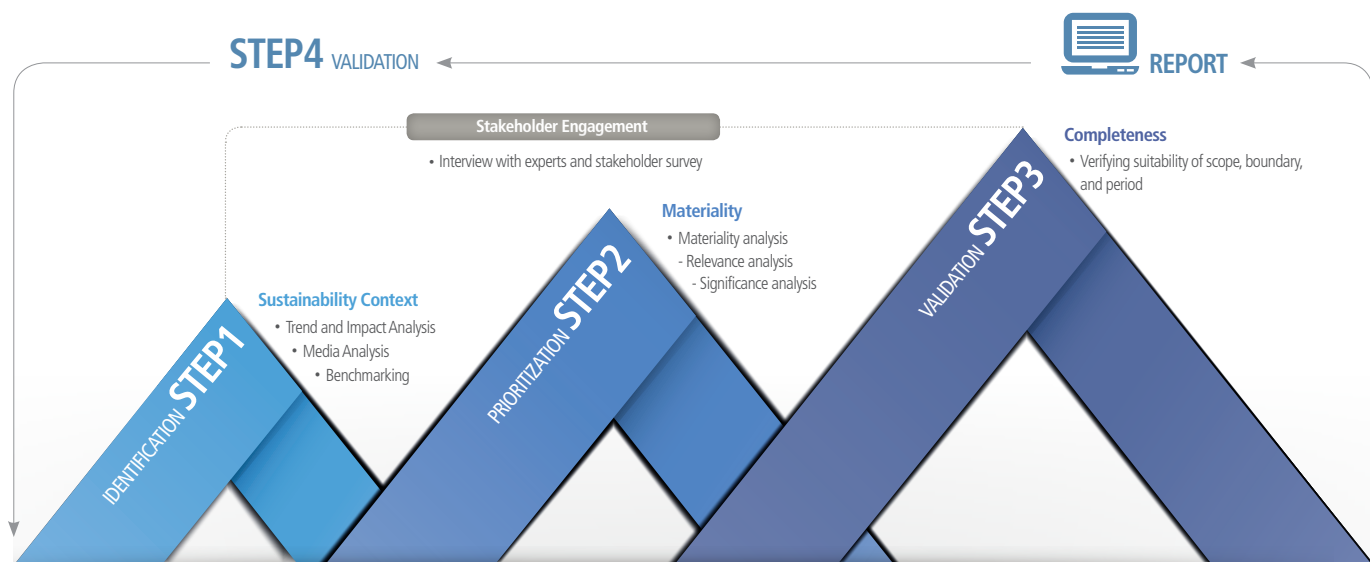 STEP4 VALIDATION
REPORT
Stakeholder Engagement
• Interview with experts and stakeholder survey
IDENTIFICATION STEP1
Sustainability Context
• Trend and Impact Analysis
• Media Analysis
• Benchmarking
PRIORITIZATION STEP2
Materiality
• Materiality analysis
- Relevance analysis
- Significance analysis
VALIDATION STEP3
Completeness
• Verifying suitability of scope, boundary,
and period